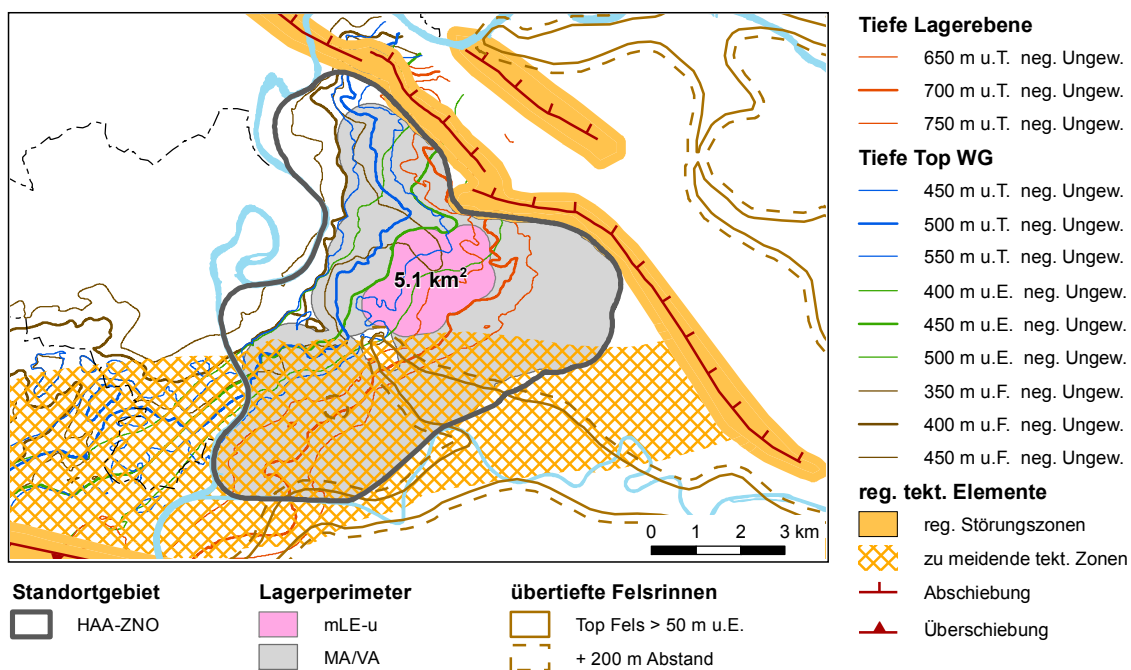 5.1 km²
0 1 2 3 km
Tiefe Lagerebene
650 m u.T. neg. Ungew.
700 m u.T. neg. Ungew.
750 m u.T. neg. Ungew.
Tiefe Top WG
450 m u.T. neg. Ungew.
500 m u.T. neg. Ungew.
550 m u.T. neg. Ungew.
400 m u.E. neg. Ungew.
450 m u.E. neg. Ungew.
500 m u.E. neg. Ungew.
350 m u.F. neg. Ungew.
400 m u.F. neg. Ungew.
450 m u.F. neg. Ungew.
reg. tekt. Elemente
reg. Störungszonen
zu meidende tekt. Zonen
Abschiebung
Überschiebung
Standortgebiet
HAA-ZNO
Lagerperimeter
mLE-u
MA/VA
übertiefte Felsrinnen
Top Fels > 50 m u.E.
+ 200 m Abstand